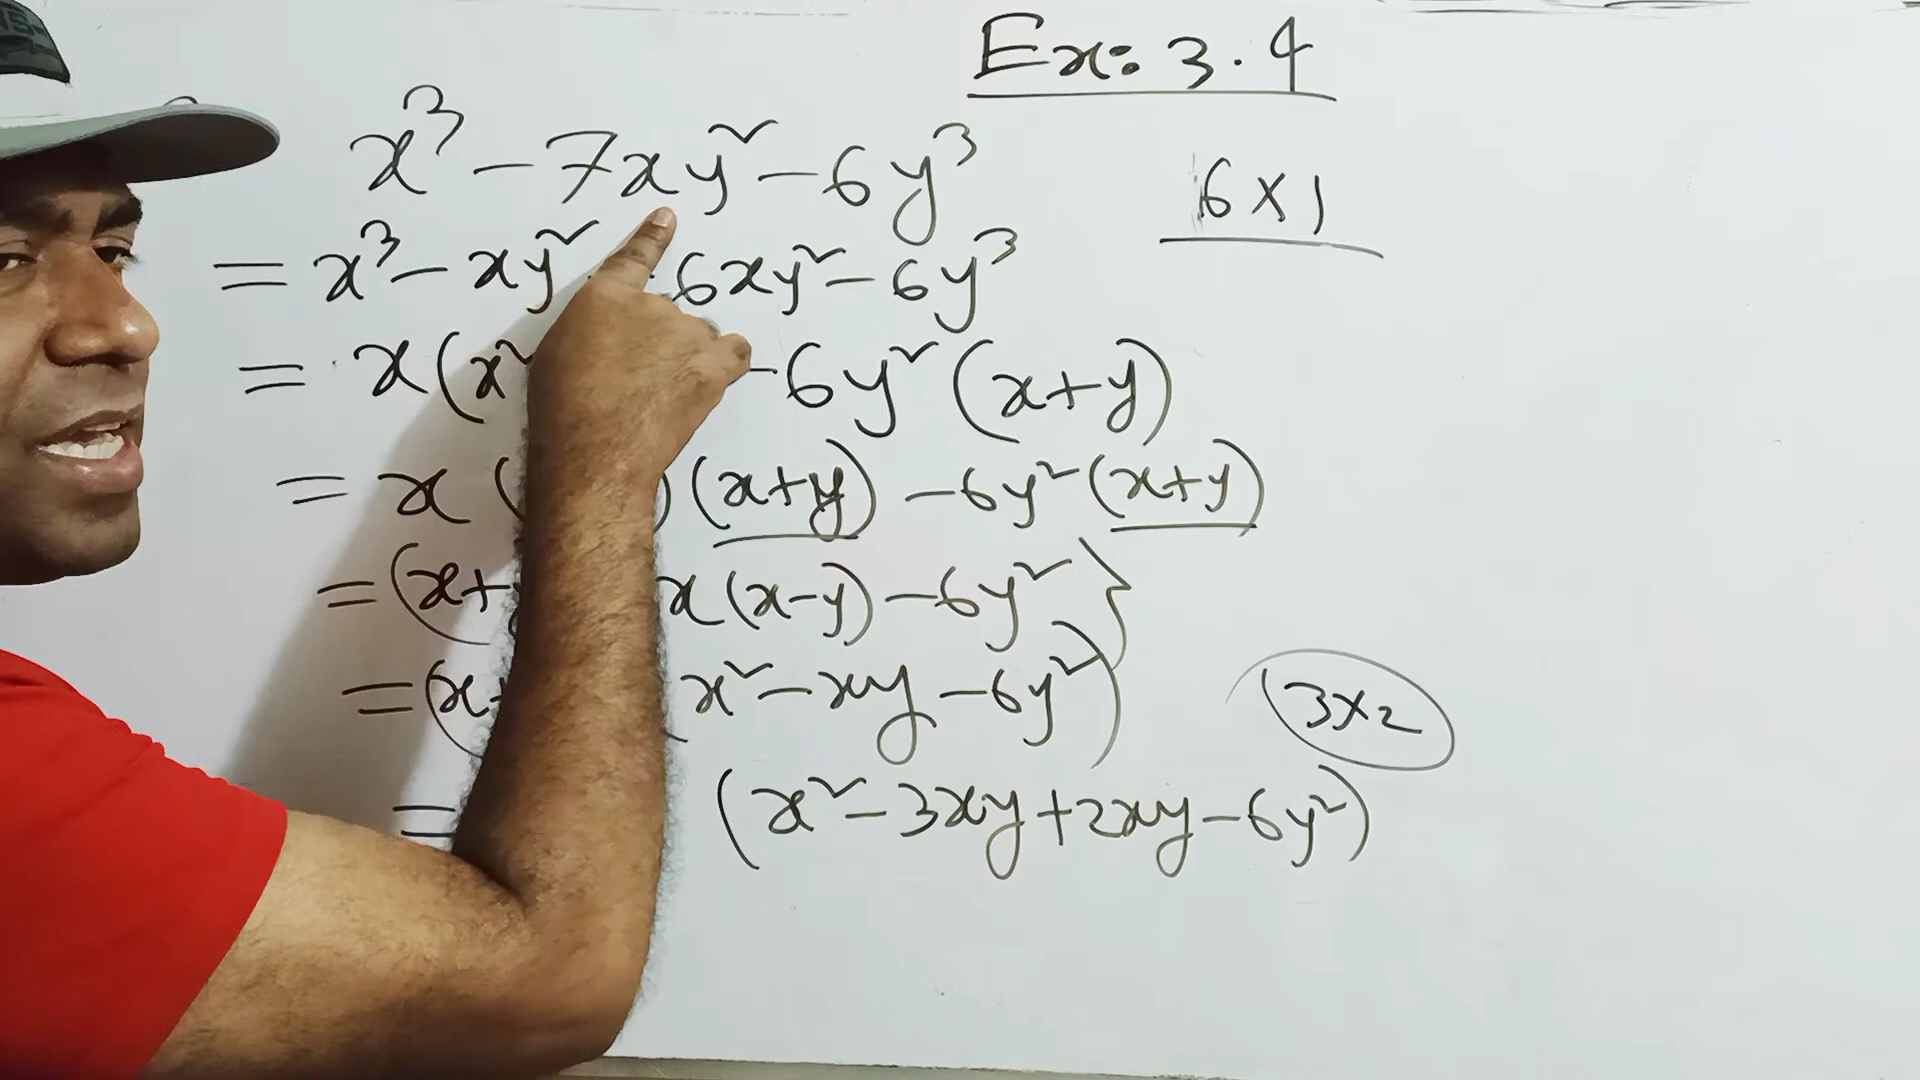 Ex: 3.4
x³ - 7xy² - 6y³
6 × 1
= x³ - xy² - 6xy² - 6y³
= x(x² - 6y² (x+y)
= x ( )(x+y) - 6y² (x+y)
= (x+ x(x-y) - 6y² }
= (x+ x² - xy - 6y²)
3×2
= (x² - 3xy + 2xy - 6y²)